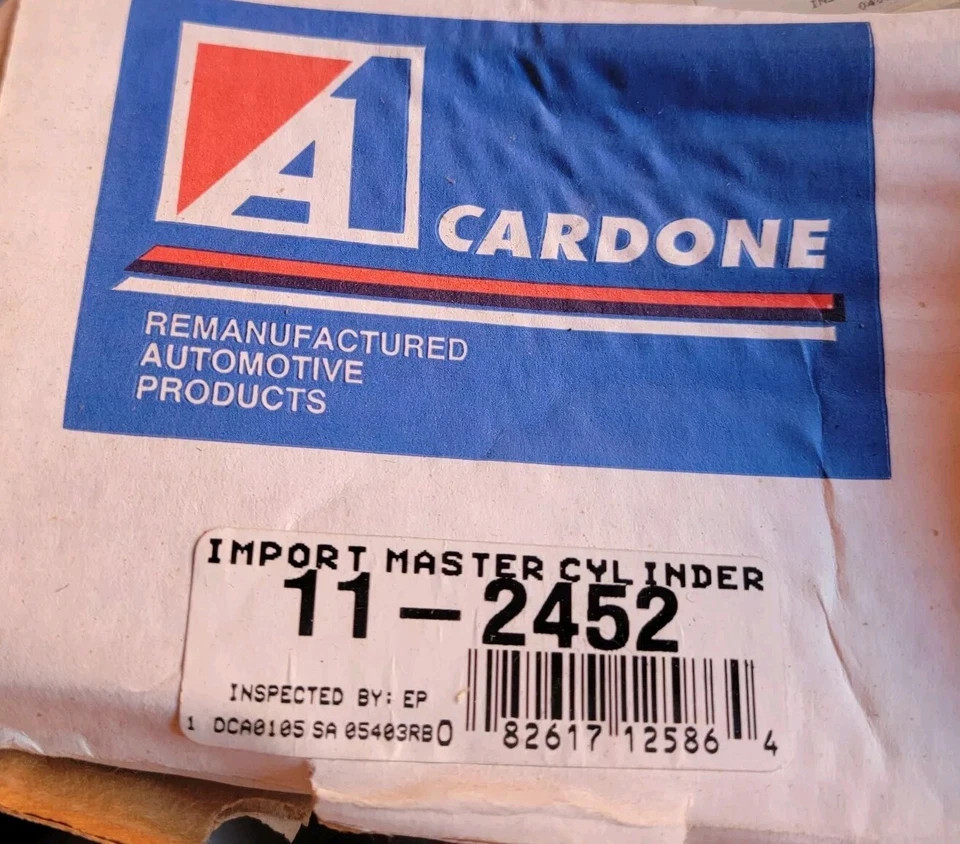 A1
CARDONE
REMANUFACTURED
AUTOMOTIVE
PRODUCTS
IMPORT MASTER CYLINDER
11-2452
INSPECTED BY: EP
1 DCA0105 SA 05403RB
0 82617 12586 4